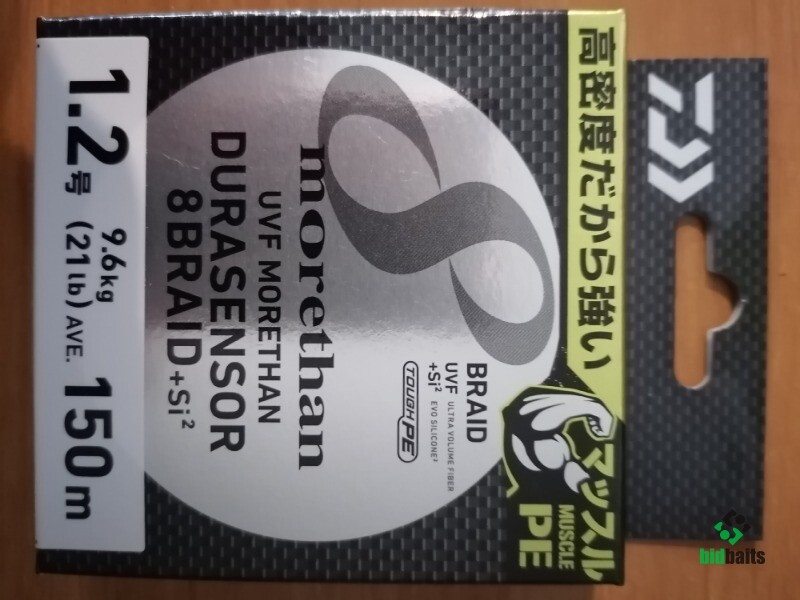 高密度だから強い
マッスル
MUSCLE
PE
8
BRAID
UVF ULTRA VOLUME FIBER
+Si² EVO SILICONE²
TOUGH PE
morethan
UVF MORETHAN
DURASENSOR
8BRAID+Si²
1.2号 9.6kg (21lb) AVE. 150m
bidbaits